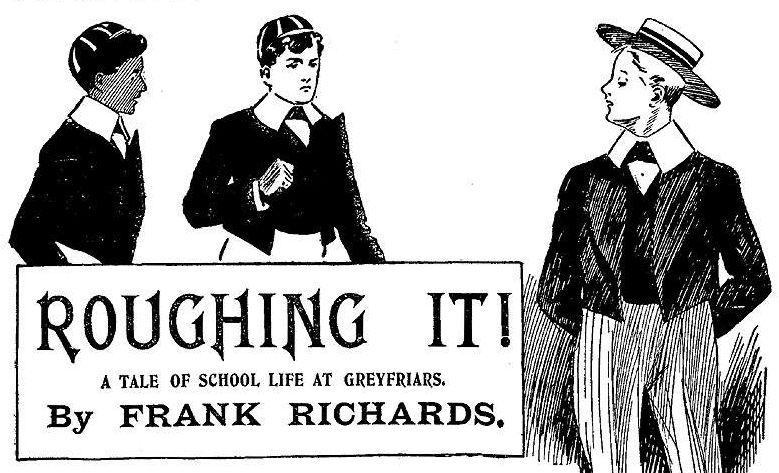 ROUGHING IT!
A TALE OF SCHOOL LIFE AT GREYFRIARS.
By FRANK RICHARDS.